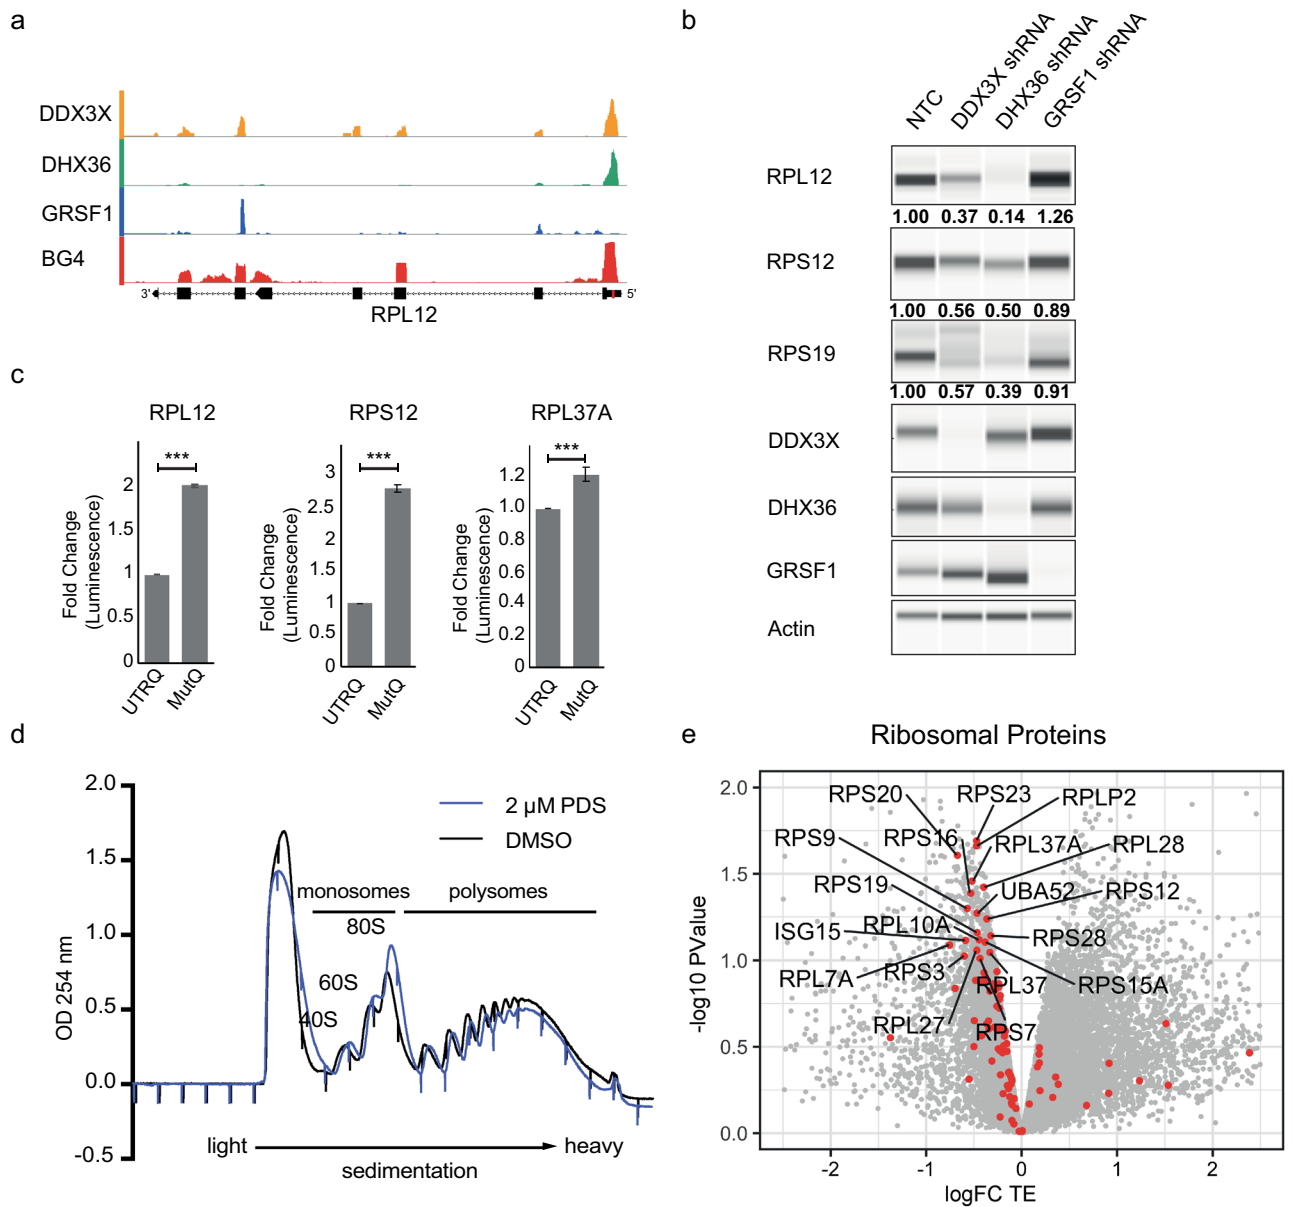 a
DDX3X
DHX36
GRSF1
BG4
3'
5'
RPL12
b
NTC
DDX3X shRNA
DHX36 shRNA
GRSF1 shRNA
RPL12
1.00 0.37 0.14 1.26
RPS12
1.00 0.56 0.50 0.89
RPS19
1.00 0.57 0.39 0.91
DDX3X
DHX36
GRSF1
Actin
c
RPL12
***
2
1.5
1
0.5
0
Fold Change
(Luminescence)
UTRQ
MutQ
RPS12
***
3
2.5
2
1.5
1
0.5
0
Fold Change
(Luminescence)
UTRQ
MutQ
RPL37A
***
1.2
1.0
0.8
0.6
0.4
0.2
0
Fold Change
(Luminescence)
UTRQ
MutQ
d
2.0
1.5
1.0
0.5
0.0
-0.5
OD 254 nm
2 µM PDS
DMSO
monosomes
polysomes
80S
60S
40S
light
heavy
sedimentation
e
Ribosomal Proteins
2.0
1.5
1.0
0.5
0.0
-log10 PValue
RPS20
RPS23
RPLP2
RPS9
RPS16
RPL37A
RPL28
RPS19
UBA52
RPS12
ISG15
RPL10A
RPS28
RPL7A
RPS3
RPL37
RPS15A
RPL27
RPS7
-2
-1
0
1
2
logFC TE